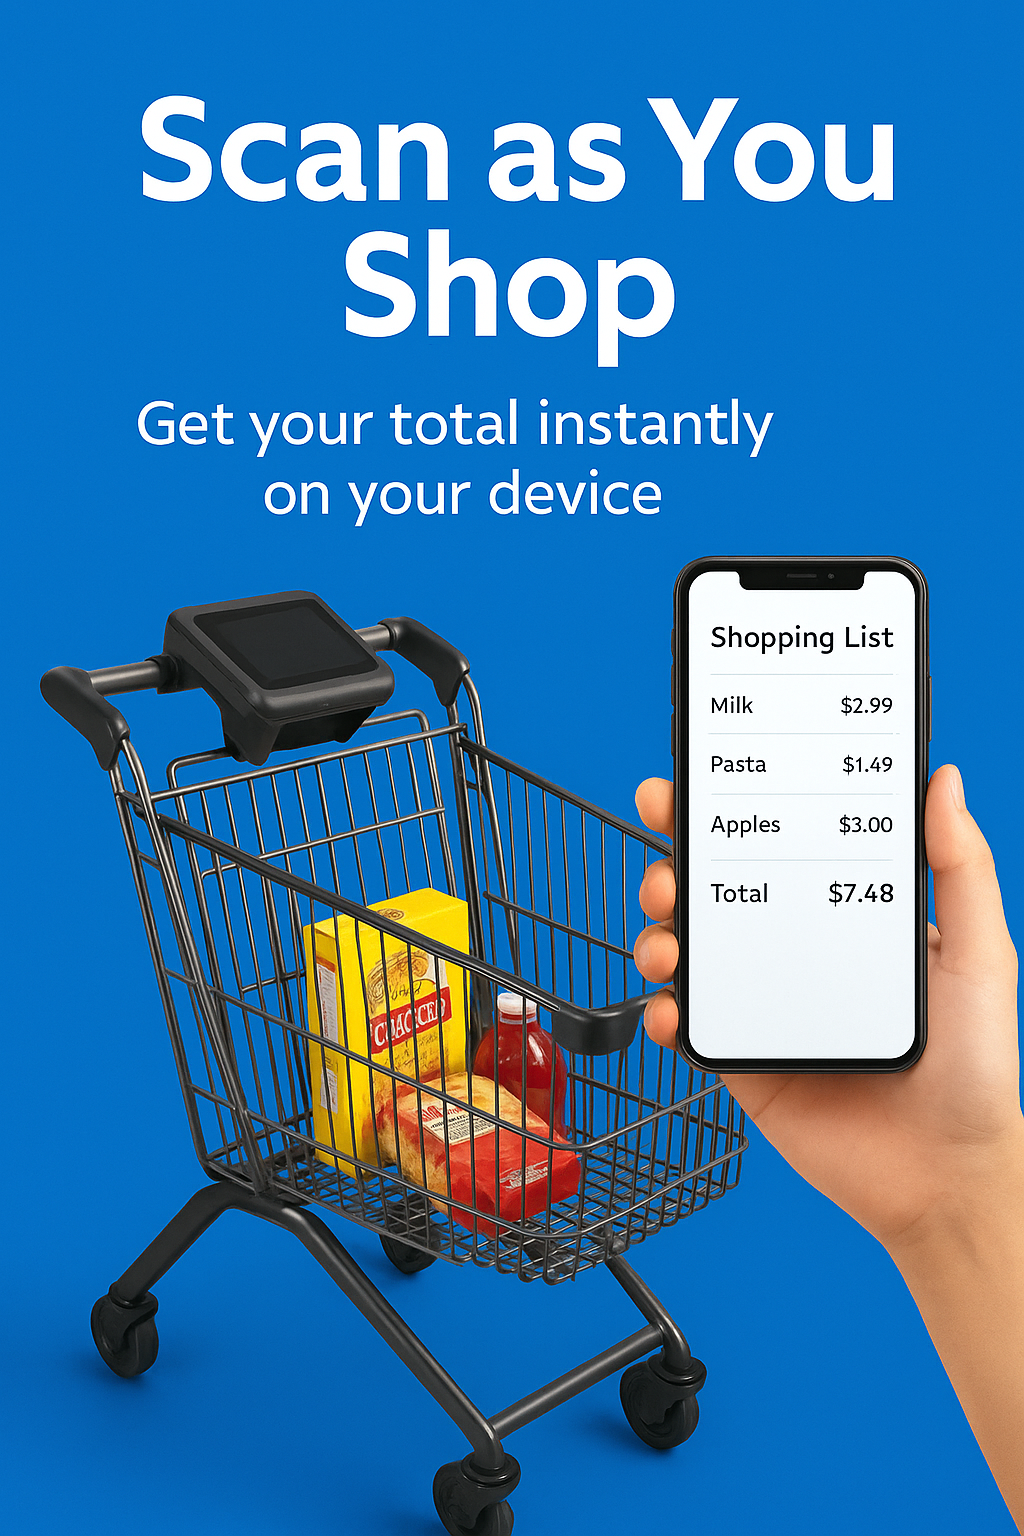 Scan as You
Shop
Get your total instantly
on your device
Shopping List
Milk $2.99
Pasta $1.49
Apples $3.00
Total $7.48